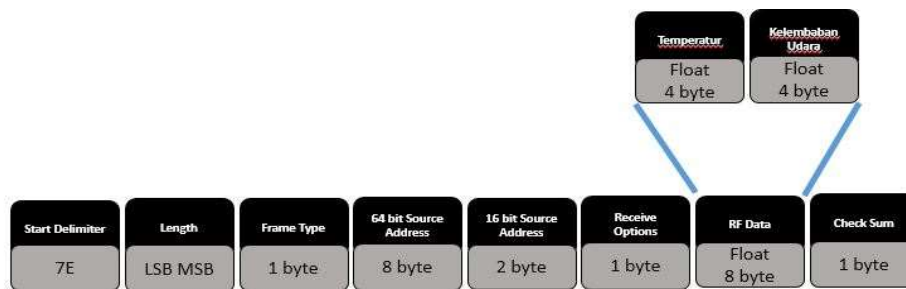 Temperatur
Kelembaban
Udara
Float
4 byte
Float
4 byte
Start Delimiter
Length
Frame Type
64 bit Source
Address
16 bit Source
Address
Receive
Options
RF Data
Check Sum
7E
LSB MSB
1 byte
8 byte
2 byte
1 byte
Float
8 byte
1 byte